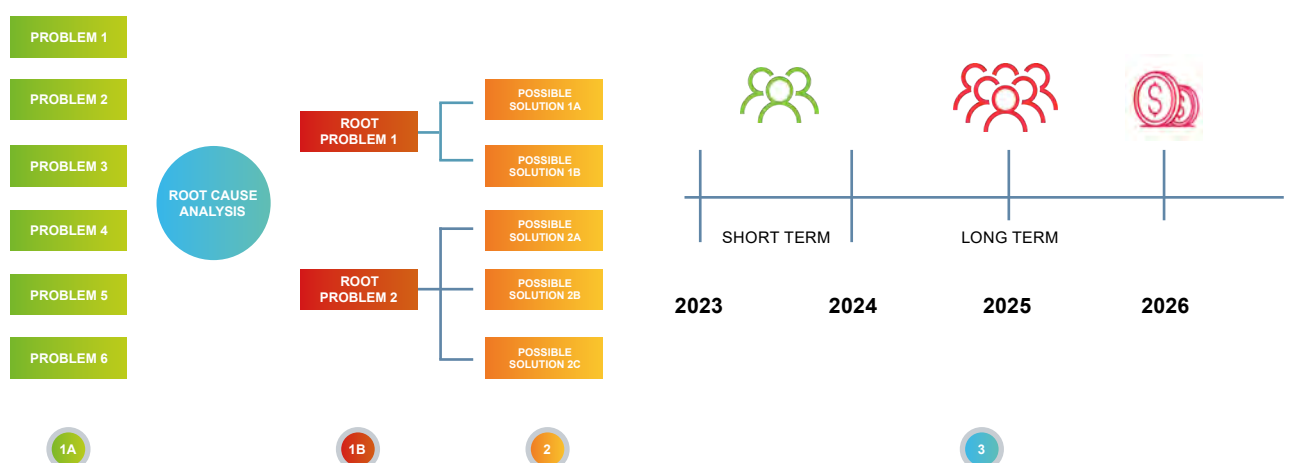 PROBLEM 1
PROBLEM 2
PROBLEM 3
PROBLEM 4
PROBLEM 5
PROBLEM 6
ROOT CAUSE
ANALYSIS
ROOT
PROBLEM 1
ROOT
PROBLEM 2
POSSIBLE
SOLUTION 1A
POSSIBLE
SOLUTION 1B
POSSIBLE
SOLUTION 2A
POSSIBLE
SOLUTION 2B
POSSIBLE
SOLUTION 2C
$
SHORT TERM
LONG TERM
2023
2024
2025
2026
1A
1B
2
3